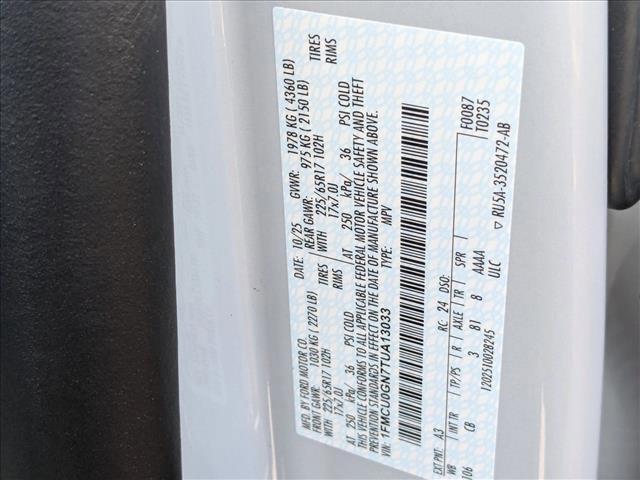 MFD. BY FORD MOTOR CO.
DATE: 10/25 GVWR: 1978 KG ( 4360 LB)
FRONT GAWR: 1030 KG ( 2270 LB) REAR GAWR: 975 KG ( 2150 LB)
WITH 225/65R17 102H TIRES WITH 225/65R17 102H TIRES
17x7.0J RIMS 17x7.0J RIMS
AT 250 kPa/ 36 PSI COLD AT 250 kPa/ 36 PSI COLD
THIS VEHICLE CONFORMS TO ALL APPLICABLE FEDERAL MOTOR VEHICLE SAFETY AND THEFT
PREVENTION STANDARDS IN EFFECT ON THE DATE OF MANUFACTURE SHOWN ABOVE.
VIN: 1FMCU0GN7TUA13033 TYPE: MPV
F0087
T0235
EXT PNT: A3 RC: 24 DSO:
WB INT TR TP/PS R AXLE TR SPR
106 CB 3 B1 8 AAAA
ULC
1202510028245 RU5A-3520472-AB